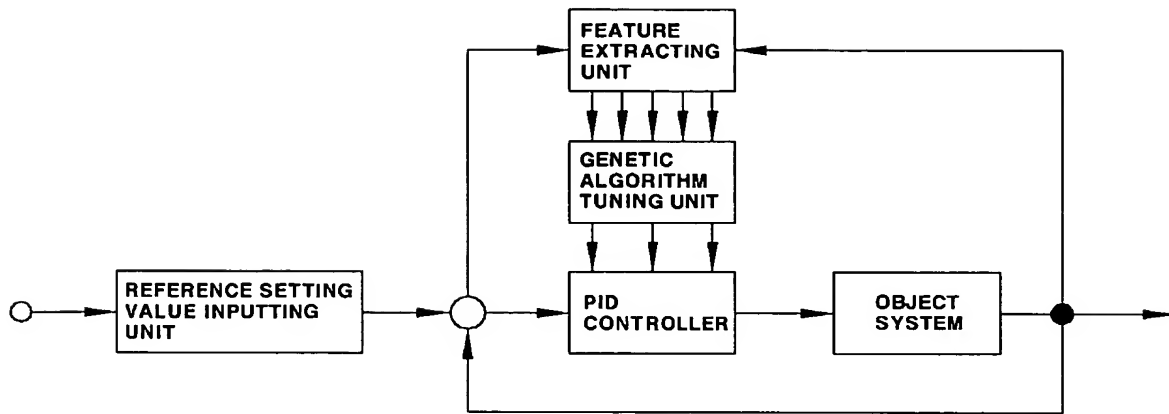 FEATURE
EXTRACTING
UNIT
GENETIC
ALGORITHM
TUNING UNIT
REFERENCE SETTING
VALUE INPUTTING
UNIT
PID
CONTROLLER
OBJECT
SYSTEM